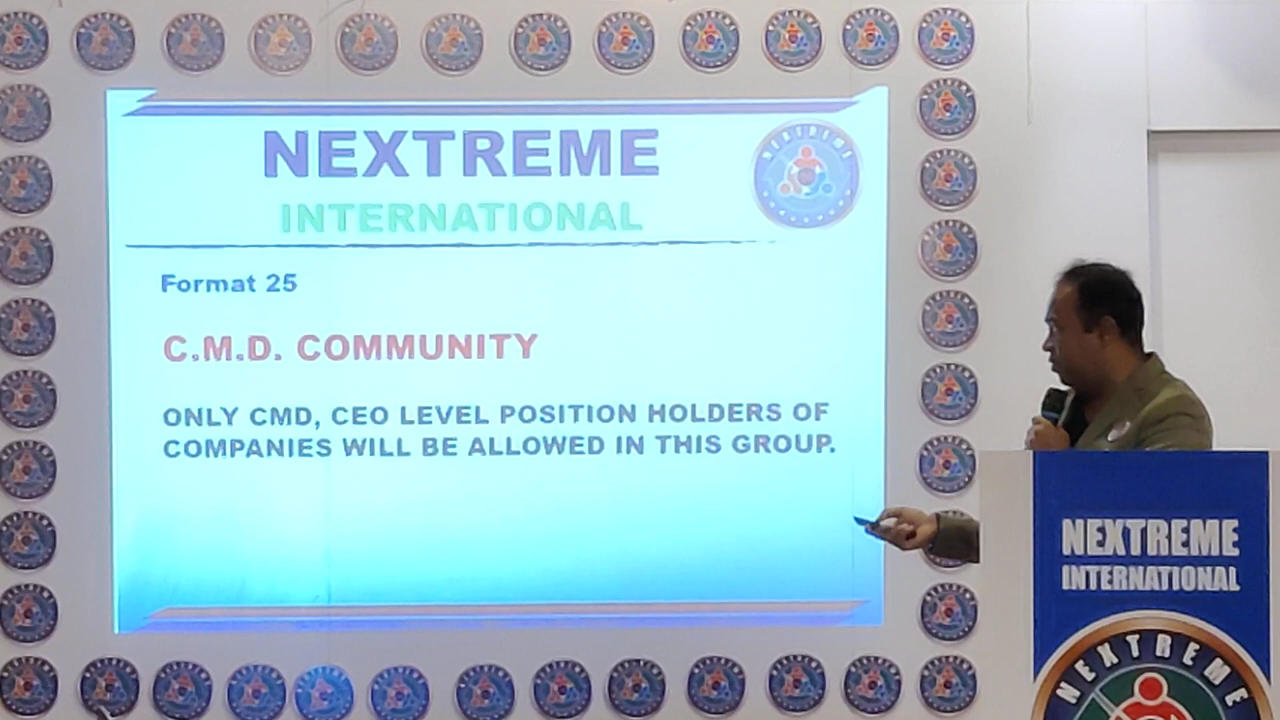 NEXTREME
INTERNATIONAL
NEXTREME
Format 25
C.M.D. COMMUNITY
ONLY CMD, CEO LEVEL POSITION HOLDERS OF
COMPANIES WILL BE ALLOWED IN THIS GROUP.
NEXTREME
INTERNATIONAL
NEXTREME